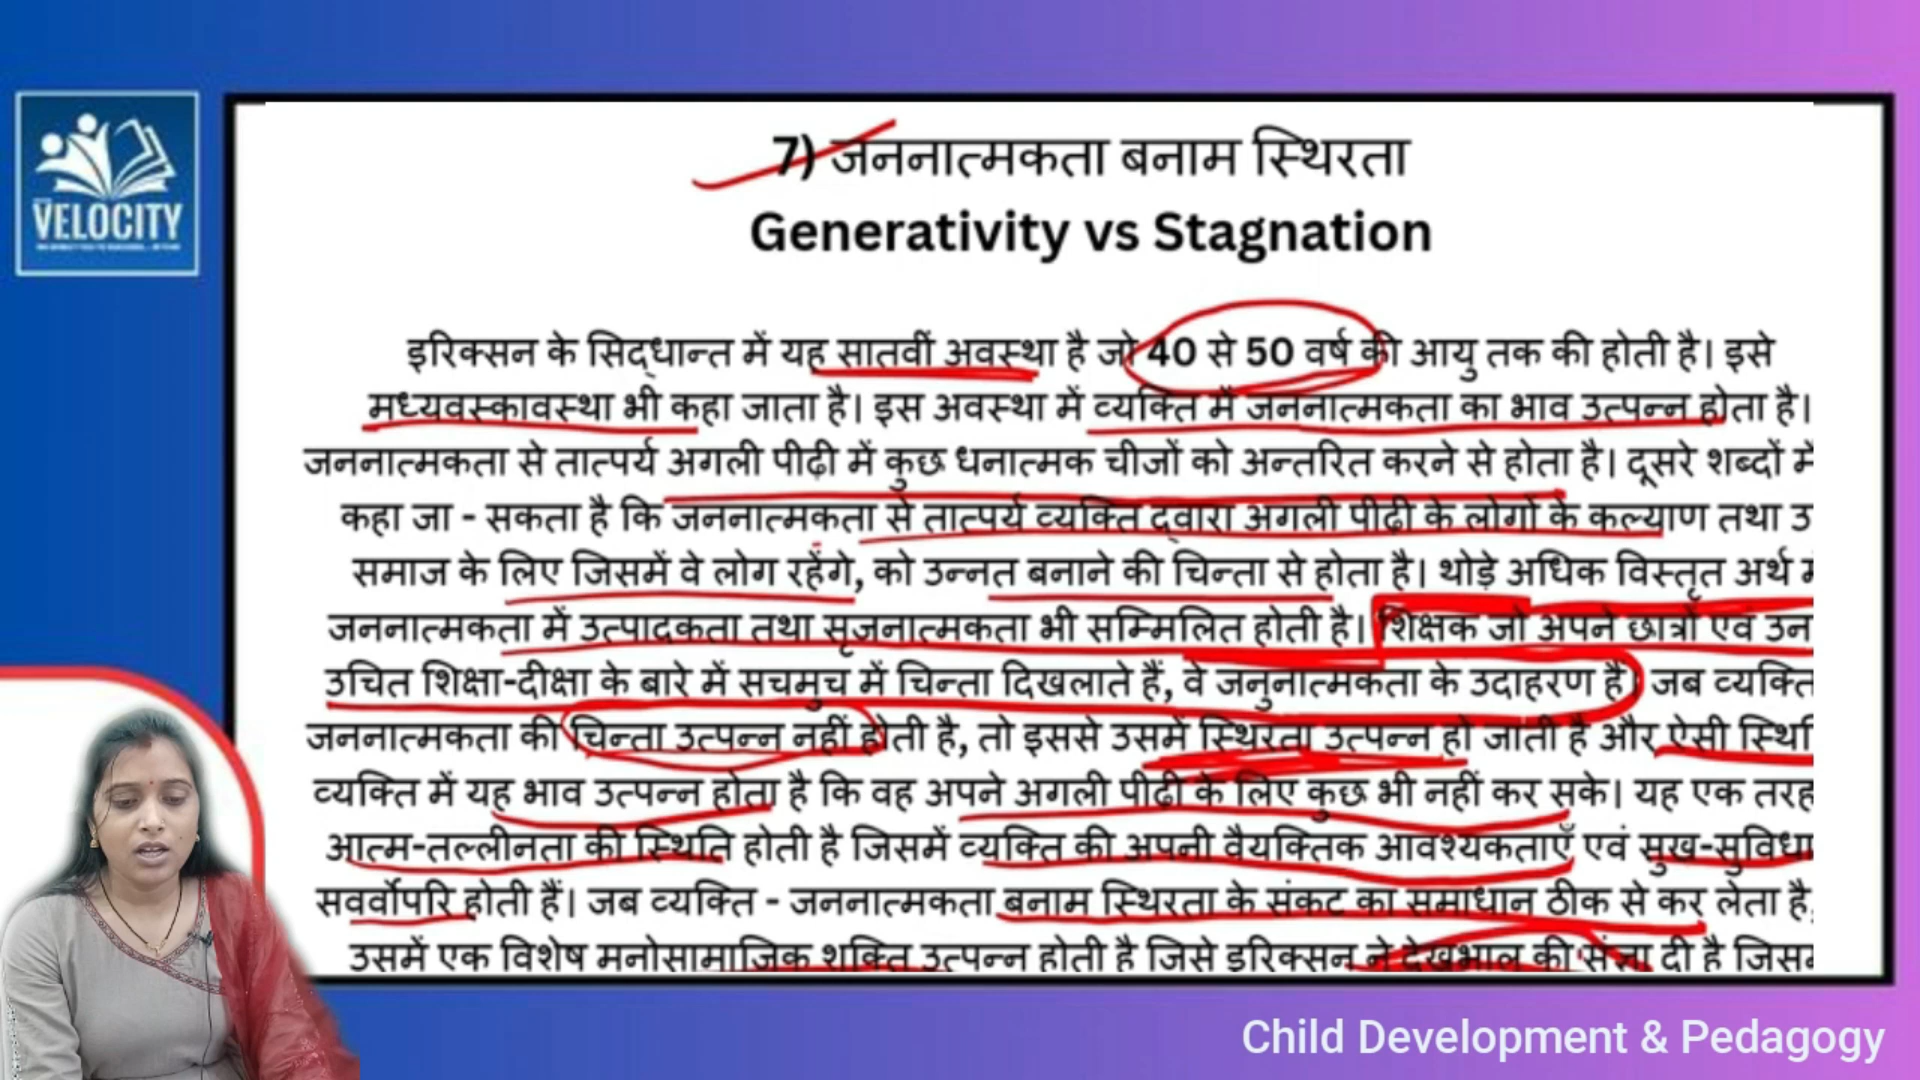 VELOCITY
7) जननात्मकता बनाम स्थिरता
Generativity vs Stagnation
इरिक्सन के सिद्धान्त में यह सातवीं अवस्था है जो 40 से 50 वर्ष की आयु तक की होती है। इसे
मध्यवस्कावस्था भी कहा जाता है। इस अवस्था में व्यक्ति में जननात्मकता का भाव उत्पन्न होता है।
जननात्मकता से तात्पर्य अगली पीढ़ी में कुछ धनात्मक चीजों को अन्तरित करने से होता है। दूसरे शब्दों में
कहा जा - सकता है कि जननात्मकता से तात्पर्य व्यक्ति द्वारा अगली पीढ़ी के लोगों के कल्याण तथा उ
समाज के लिए जिसमें वे लोग रहेंगे, को उन्नत बनाने की चिन्ता से होता है। थोड़े अधिक विस्तृत अर्थ
जननात्मकता में उत्पादकता तथा सृजनात्मकता भी सम्मिलित होती है। शिक्षक जो अपने छात्रों एवं उन
उचित शिक्षा-दीक्षा के बारे में सचमुच में चिन्ता दिखलाते हैं, वे जनुनात्मकता के उदाहरण हैं। जब व्यक्ति
जननात्मकता की चिन्ता उत्पन्न नहीं होती है, तो इससे उसमें स्थिरता उत्पन्न हो जाती है और ऐसी स्थि
व्यक्ति में यह भाव उत्पन्न होता है कि वह अपने अगली पीढ़ी के लिए कुछ भी नहीं कर सके। यह एक तरह
आत्म-तल्लीनता की स्थिति होती है जिसमें व्यक्ति की अपनी वैयक्तिक आवश्यकताएँ एवं सुख-सुविधा
सवर्वोपरि होती हैं। जब व्यक्ति - जननात्मकता बनाम स्थिरता के संकट का समाधान ठीक से कर लेता है,
उसमें एक विशेष मनोसामाजिक शक्ति उत्पन्न होती है जिसे इरिक्सन ने देखभाल की संज्ञा दी है
Child Development & Pedagogy